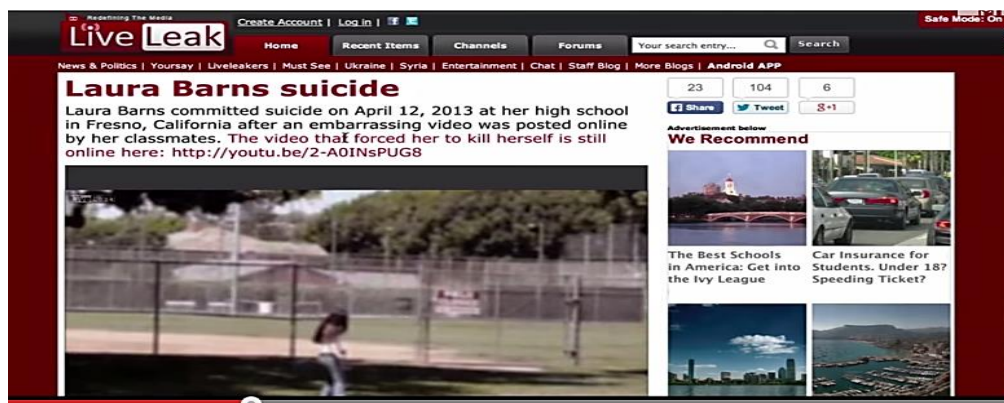 Redefining The Media
Live Leak
Create Account | Log in |
Safe Mode: On
Home Recent Items Channels Forums Your search entry... Search
News & Politics | Yoursay | Liveleakers | Must See | Ukraine | Syria | Entertainment | Chat | Staff Blog | More Blogs | Android APP
Laura Barns suicide
Laura Barns committed suicide on April 12, 2013 at her high school
in Fresno, California after an embarrassing video was posted online
by her classmates. The video that forced her to kill herself is still
online here: http://youtu.be/2-A0INsPUG8
23 104 6
Share Tweet +1
Advertisement below
We Recommend
The Best Schools
in America: Get into
the Ivy League
Car Insurance for
Students. Under 18?
Speeding Ticket?